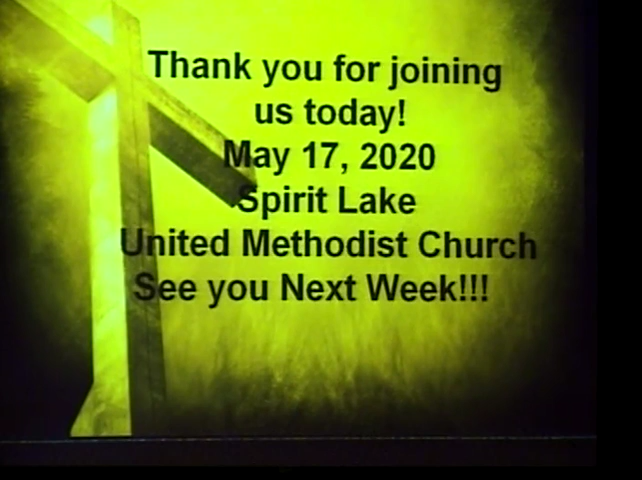 Thank you for joining
us today!
May 17, 2020
Spirit Lake
United Methodist Church
See you Next Week!!!